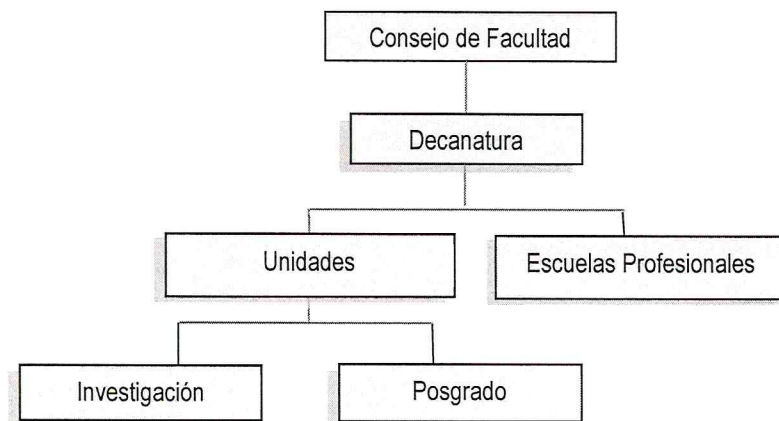 Consejo de Facultad
Decanatura
Unidades
Escuelas Profesionales
Investigación
Posgrado